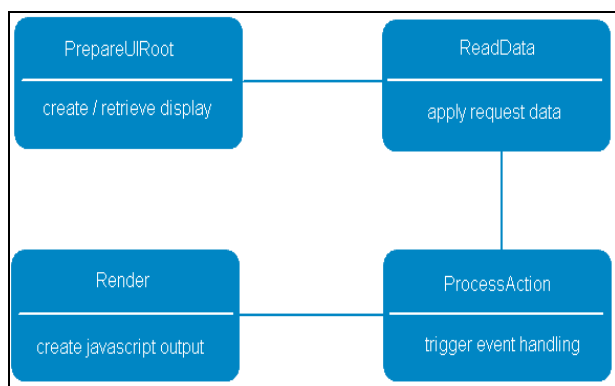 PrepareUIRoot
create / retrieve display
ReadData
apply request data
Render
create javascript output
ProcessAction
trigger event handling